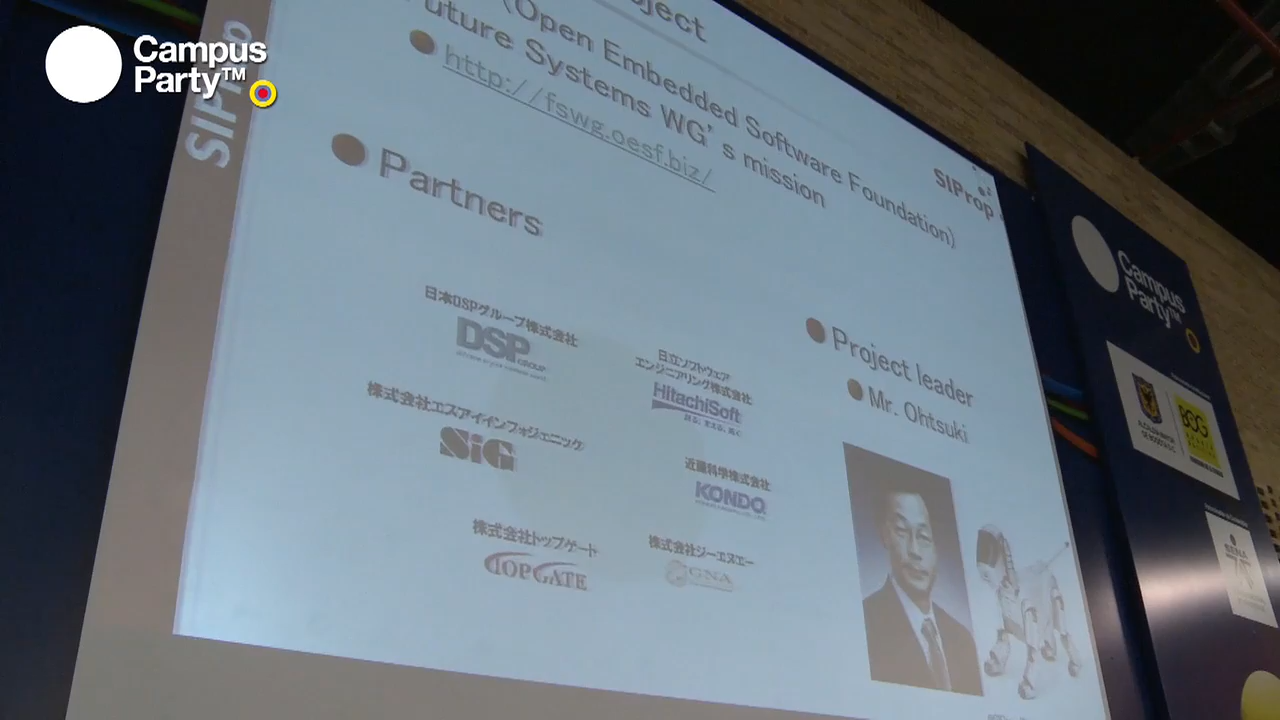 Campus
Party™
SIProp
(Open Embedded Software Foundation)
Future Systems WG's mission
http://fswg.oesf.biz/
SIProp
Partners
日本DSPグループ株式会社
DSP
GROUP
日立ソフトウェア
エンジニアリング株式会社
HitachiSoft
株式会社エスアイインフォジェニック
SiG
近藤科学株式会社
KONDO
株式会社トップゲート
TOPGATE
株式会社ジーエヌエー
GNA
Project leader
Mr. Ohtsuki
Campus
Party™